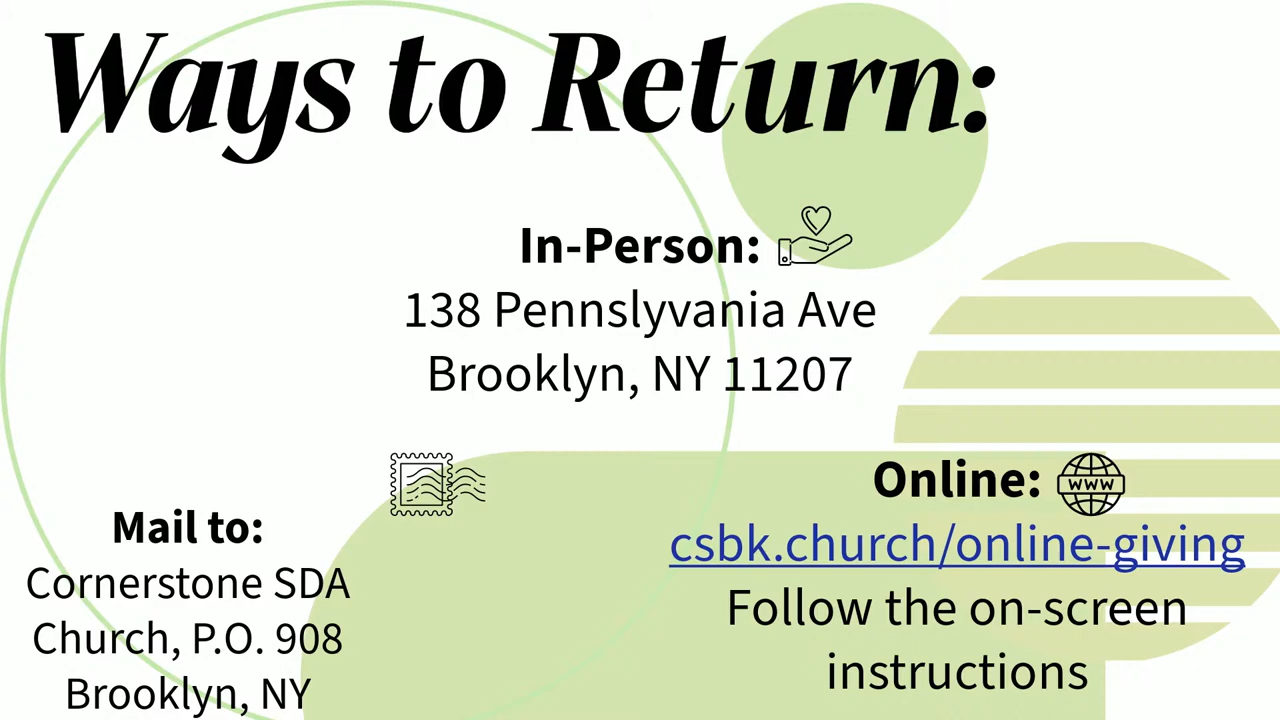 Ways to Return:
In-Person:
138 Pennslyvania Ave
Brooklyn, NY 11207
Mail to:
Cornerstone SDA
Church, P.O. 908
Brooklyn, NY
Online:
www
csbk.church/online-giving
Follow the on-screen
instructions